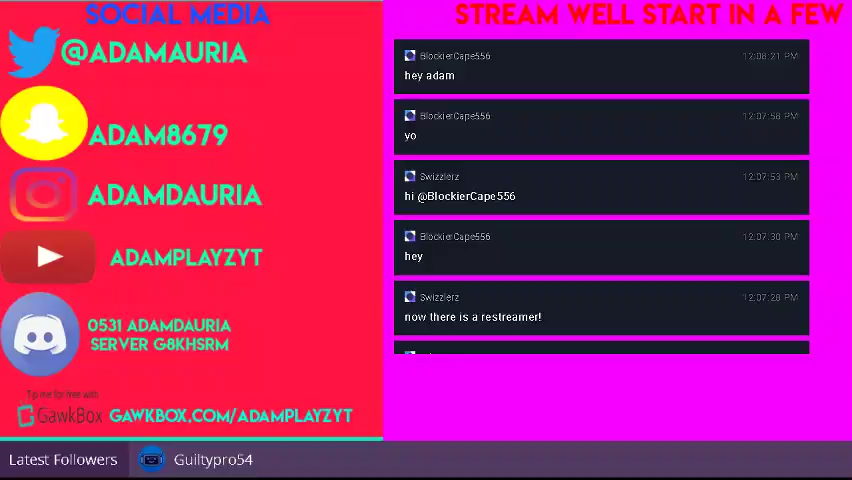 SOCIAL MEDIA
@ADAMAURIA
ADAM8679
ADAMDAURIA
ADAMPLAYZYT
0531 ADAMDAURIA
SERVER G8KHSRM
Tip me for free with
GawkBox
GAWKBOX.COM/ADAMPLAYZYT
STREAM WELL START IN A FEW
BlockierCape556 12:08:21 PM
hey adam
BlockierCape556 12:07:58 PM
yo
Swizzlerz 12:07:53 PM
hi @BlockierCape556
BlockierCape556 12:07:30 PM
hey
Swizzlerz 12:07:28 PM
now there is a restreamer!
Latest Followers
Guiltypro54